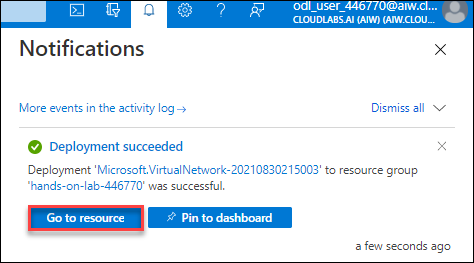 odl_user_446770@aiw.cl...
CLOUDLABS.AI (AIW) (AIW.CLOUD...
Notifications
More events in the activity log→
Dismiss all
Deployment succeeded
Deployment 'Microsoft.VirtualNetwork-20210830215003' to resource group
'hands-on-lab-446770' was successful.
Go to resource
Pin to dashboard
a few seconds ago